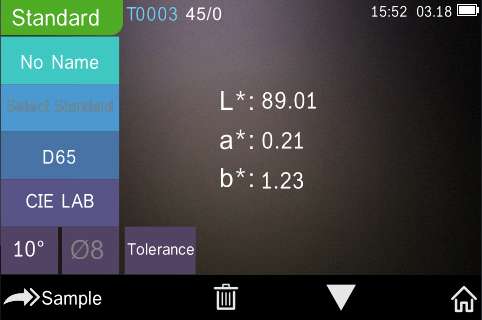 Standard
T0003 45/0
15:52 03.18
No Name
Select Standard
D65
CIE LAB
10°
Ø8
Tolerance
L*: 89.01
a*: 0.21
b*: 1.23
Sample